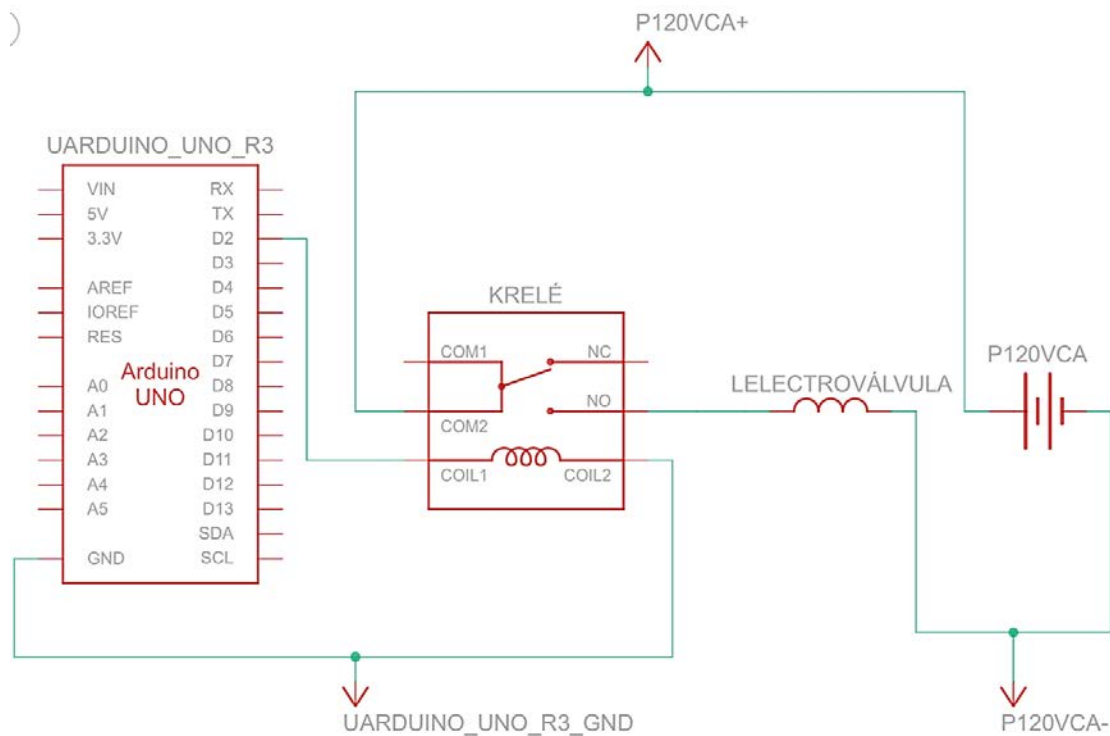 )
P120VCA+
UARDUINO_UNO_R3
VIN RX
5V TX
3.3V D2
D3
AREF D4
IOREF D5
RES D6
D7
Arduino
UNO
A0 D8
A1 D9
A2 D10
A3 D11
A4 D12
A5 D13
SDA
GND SCL
KRELÉ
COM1 NC
NO
COM2
COIL1 COIL2
LELECTROVÁLVULA
P120VCA
UARDUINO_UNO_R3_GND
P120VCA-